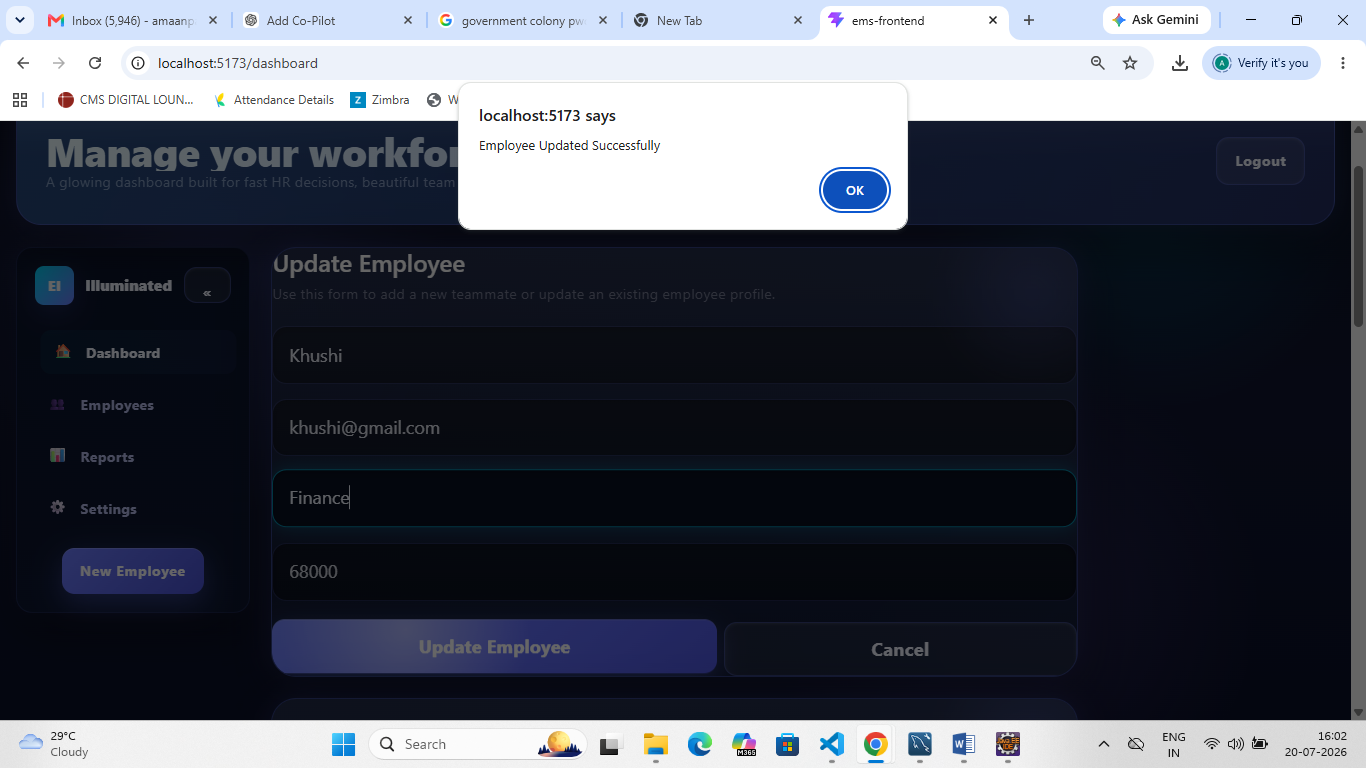 Inbox (5,946) - amaanp
Add Co-Pilot
government colony pw
New Tab
ems-frontend
Ask Gemini
localhost:5173/dashboard
A
Verify it's you
CMS DIGITAL LOUN...
Attendance Details
Z
Zimbra
W
localhost:5173 says
Employee Updated Successfully
OK
Manage your workfor
A glowing dashboard built for fast HR decisions, beautiful team
Logout
EI
Illuminated
«
Dashboard
Employees
Reports
Settings
New Employee
Update Employee
Use this form to add a new teammate or update an existing employee profile.
Khushi
khushi@gmail.com
Finance
68000
Update Employee
Cancel
29°C
Cloudy
Search
M365
ENG
IN
16:02
20-07-2026